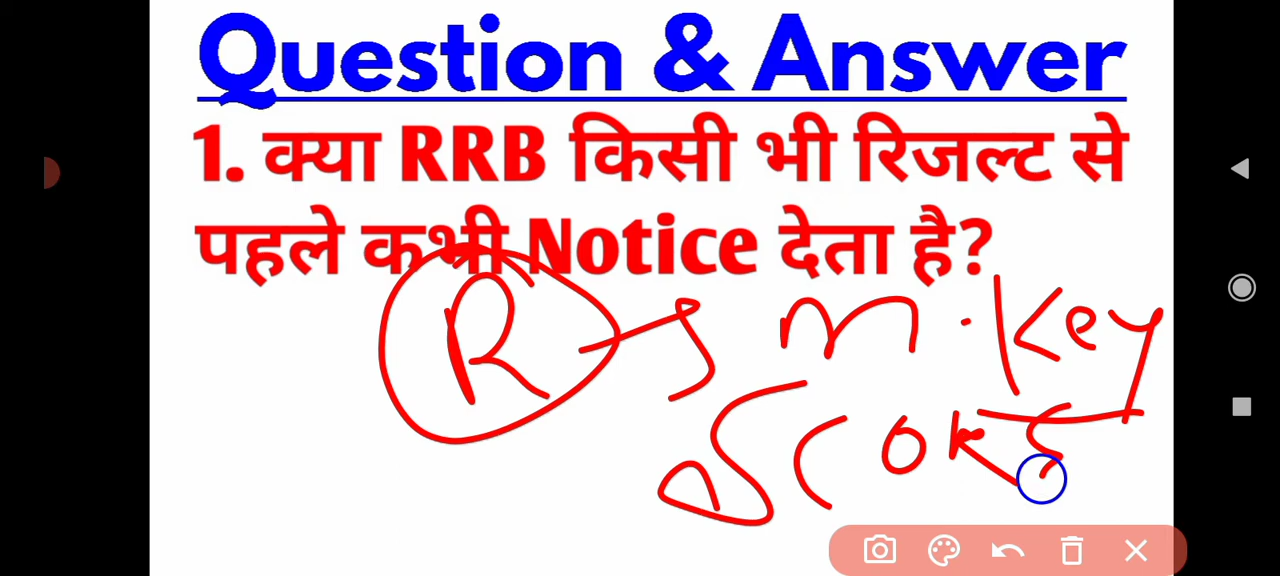 Question & Answer
1. क्या RRB किसी भी रिजल्ट से
पहले कभी Notice देता है?
R m. Key
Score